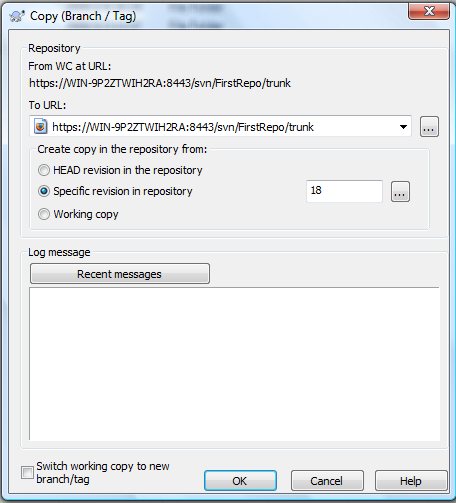 Copy (Branch / Tag)
Repository
From WC at URL:
https://WIN-9P2ZTWIH2RA:8443/svn/FirstRepo/trunk
To URL:
https://WIN-9P2ZTWIH2RA:8443/svn/FirstRepo/trunk
...
Create copy in the repository from:
HEAD revision in the repository
Specific revision in repository
18
...
Working copy
Log message
Recent messages
Switch working copy to new
branch/tag
OK
Cancel
Help